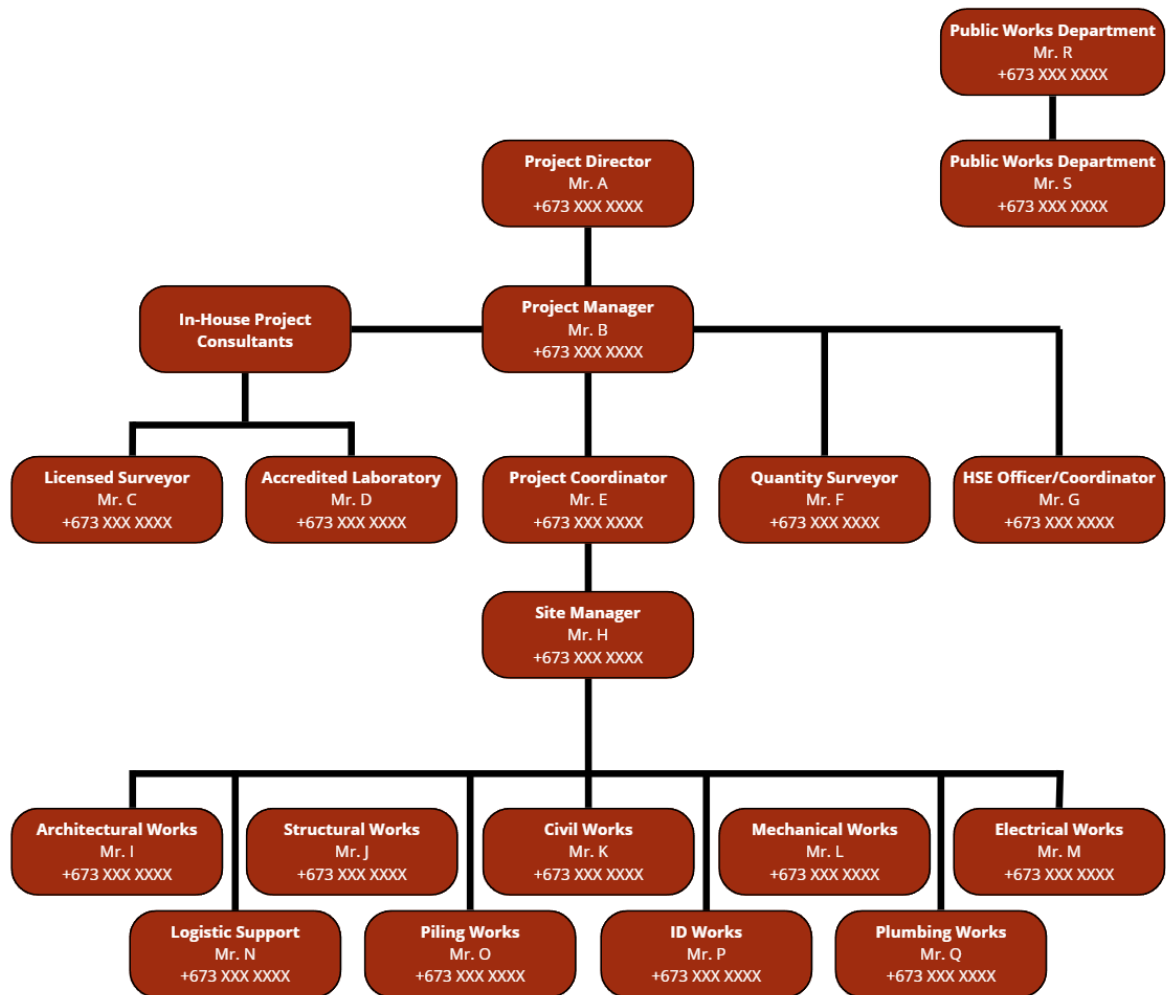 Public Works Department
Mr. R
+673 XXX XXXX
Public Works Department
Mr. S
+673 XXX XXXX
Project Director
Mr. A
+673 XXX XXXX
In-House Project
Consultants
Project Manager
Mr. B
+673 XXX XXXX
Licensed Surveyor
Mr. C
+673 XXX XXXX
Accredited Laboratory
Mr. D
+673 XXX XXXX
Project Coordinator
Mr. E
+673 XXX XXXX
Quantity Surveyor
Mr. F
+673 XXX XXXX
HSE Officer/Coordinator
Mr. G
+673 XXX XXXX
Site Manager
Mr. H
+673 XXX XXXX
Architectural Works
Mr. I
+673 XXX XXXX
Structural Works
Mr. J
+673 XXX XXXX
Civil Works
Mr. K
+673 XXX XXXX
Mechanical Works
Mr. L
+673 XXX XXXX
Electrical Works
Mr. M
+673 XXX XXXX
Logistic Support
Mr. N
+673 XXX XXXX
Piling Works
Mr. O
+673 XXX XXXX
ID Works
Mr. P
+673 XXX XXXX
Plumbing Works
Mr. Q
+673 XXX XXXX